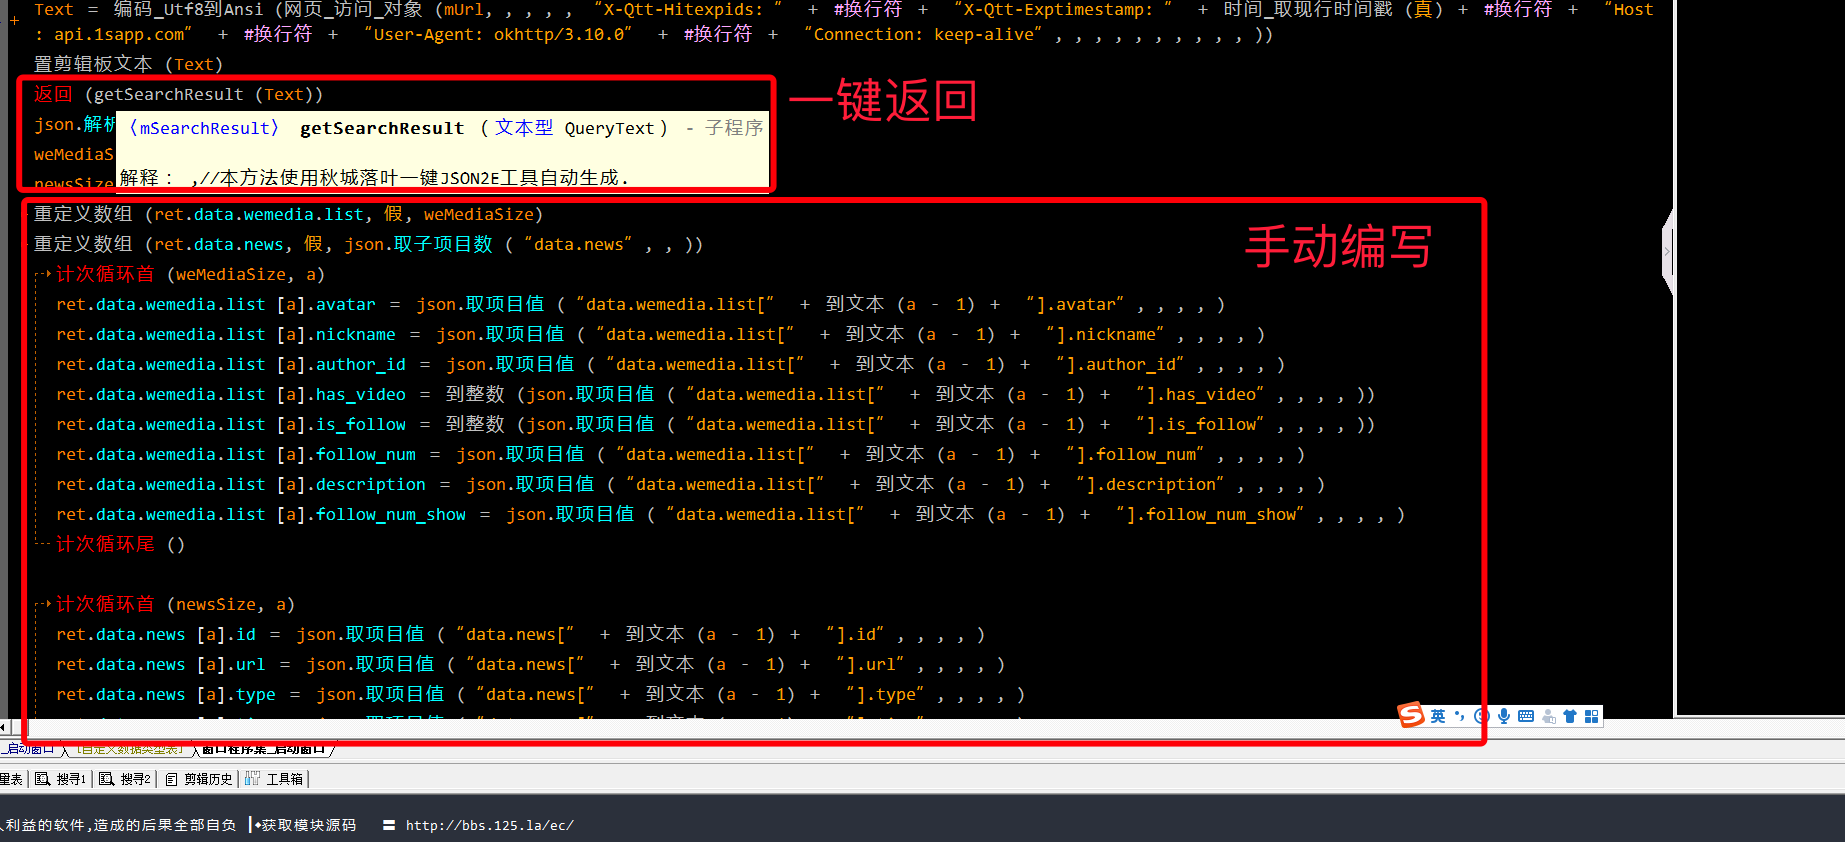 Text = 编码_Utf8到Ansi (网页_访问_对象 (mUrl, , , , , “X-Qtt-Hitexpids: ” + #换行符 + “X-Qtt-Exptimestamp: ” + 时间_取现行时间戳 (真) + #换行符 + “Host
: api.1sapp.com” + #换行符 + “User-Agent: okhttp/3.10.0” + #换行符 + “Connection: keep-alive” , , , , , , , , , , ))
置剪辑板文本 (Text)
返回 (getSearchResult (Text))
一键返回
json.解析
〈mSearchResult〉 getSearchResult (文本型 QueryText) - 子程序
weMediaS
newsSize
解释： ,//本方法使用秋城落叶一键JSON2E工具自动生成.
重定义数组 (ret.data.wemedia.list, 假, weMediaSize)
重定义数组 (ret.data.news, 假, json.取子项目数 ( “data.news” , , ))
手动编写
计次循环首 (weMediaSize, a)
ret.data.wemedia.list [a].avatar = json.取项目值 ( “data.wemedia.list[” + 到文本 (a - 1) + “].avatar” , , , , )
ret.data.wemedia.list [a].nickname = json.取项目值 ( “data.wemedia.list[” + 到文本 (a - 1) + “].nickname” , , , , )
ret.data.wemedia.list [a].author_id = json.取项目值 ( “data.wemedia.list[” + 到文本 (a - 1) + “].author_id” , , , , )
ret.data.wemedia.list [a].has_video = 到整数 (json.取项目值 ( “data.wemedia.list[” + 到文本 (a - 1) + “].has_video” , , , , ))
ret.data.wemedia.list [a].is_follow = 到整数 (json.取项目值 ( “data.wemedia.list[” + 到文本 (a - 1) + “].is_follow” , , , , ))
ret.data.wemedia.list [a].follow_num = json.取项目值 ( “data.wemedia.list[” + 到文本 (a - 1) + “].follow_num” , , , , )
ret.data.wemedia.list [a].description = json.取项目值 ( “data.wemedia.list[” + 到文本 (a - 1) + “].description” , , , , )
ret.data.wemedia.list [a].follow_num_show = json.取项目值 ( “data.wemedia.list[” + 到文本 (a - 1) + “].follow_num_show” , , , , )
计次循环尾 ()
计次循环首 (newsSize, a)
ret.data.news [a].id = json.取项目值 ( “data.news[” + 到文本 (a - 1) + “].id” , , , , )
ret.data.news [a].url = json.取项目值 ( “data.news[” + 到文本 (a - 1) + “].url” , , , , )
ret.data.news [a].type = json.取项目值 ( “data.news[” + 到文本 (a - 1) + “].type” , , , , )
英
_启动窗口 [自定义数据类型表] 窗口程序集_启动窗口
量表 搜寻1 搜寻2 剪辑历史 工具箱
人利益的软件,造成的后果全部自负 ┃◆获取模块源码 〓 http://bbs.125.la/ec/